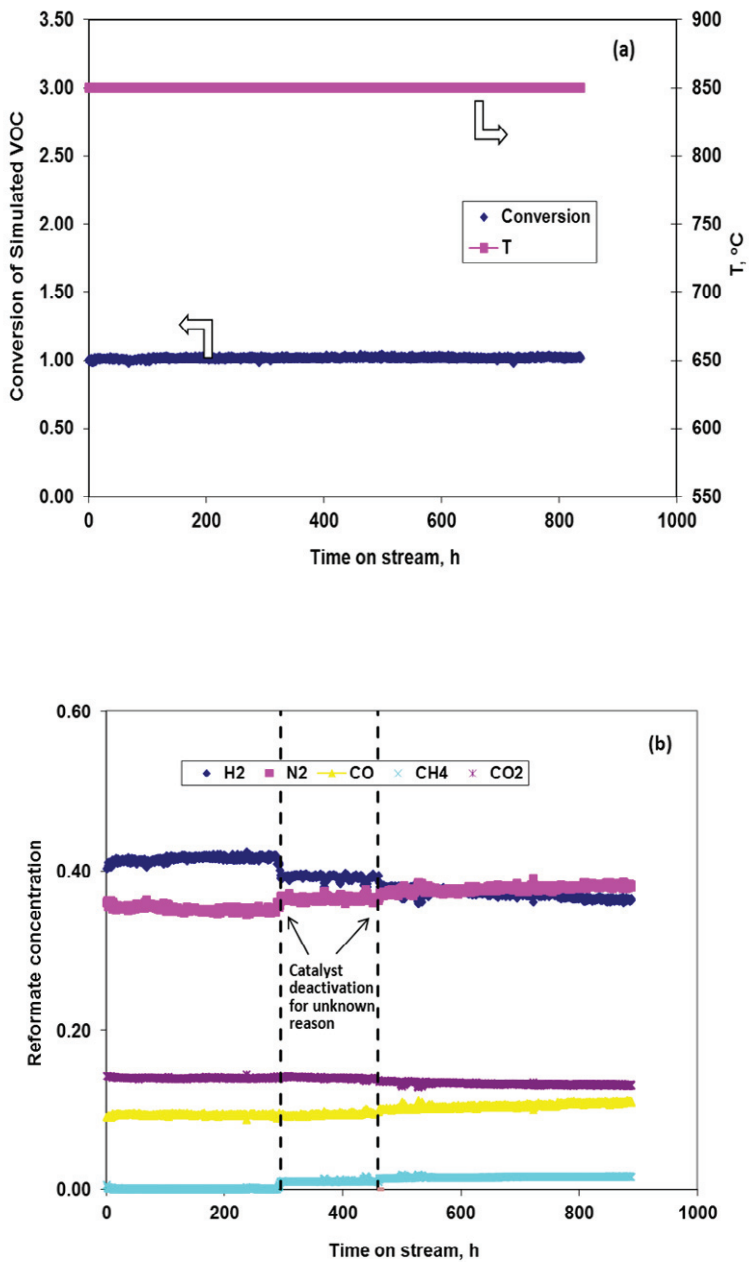 3.50
900
(a)
3.00
850
2.50
800
Conversion of Simulated VOC
2.00
Conversion
750
T
T, °C
1.50
700
1.00
650
0.50
600
0.00
550
0
200
400
600
800
1000
Time on stream, h
0.60
(b)
H2
N2
CO
CH4
CO2
0.40
Reformate concentration
Catalyst
deactivation
for unknown
reason
0.20
0.00
0
200
400
600
800
1000
Time on stream, h